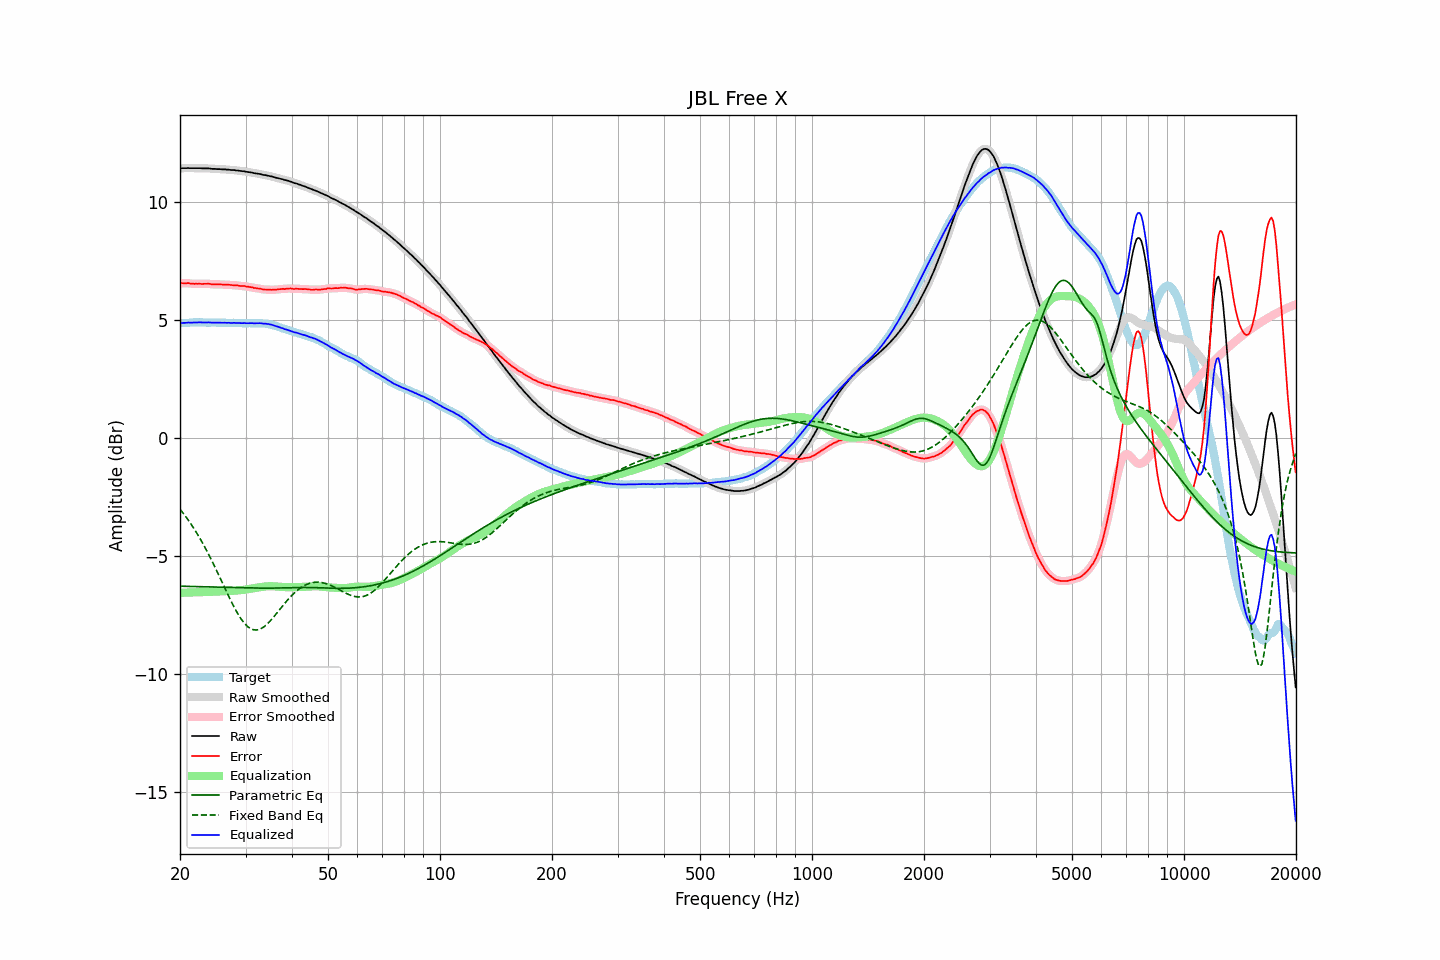 JBL Free X
Amplitude (dBr)
10
5
0
−5
−10
−15
Target
Raw Smoothed
Error Smoothed
Raw
Error
Equalization
Parametric Eq
Fixed Band Eq
Equalized
20 50 100 200 500 1000 2000 5000 10000 20000
Frequency (Hz)